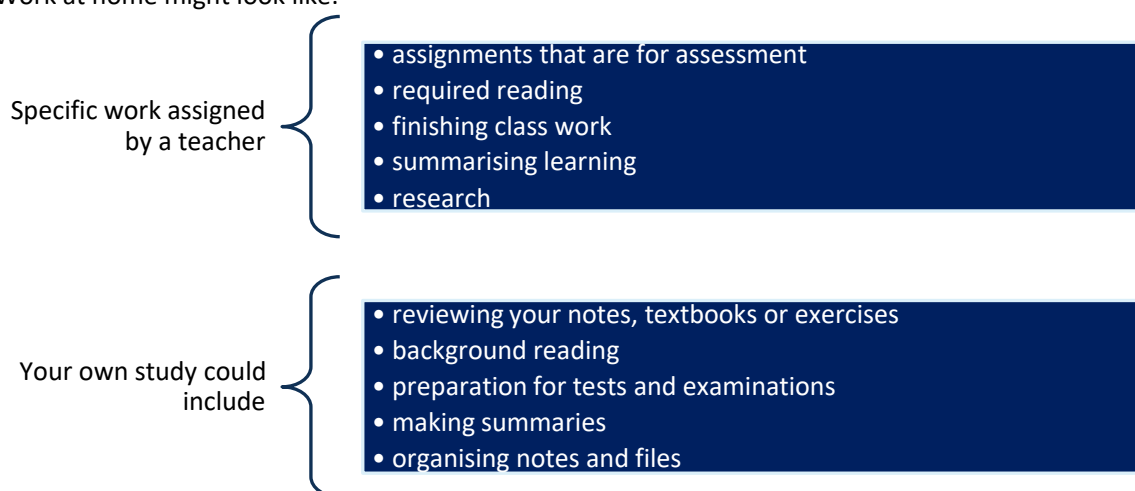 Work at home might look like:
Specific work assigned
by a teacher
• assignments that are for assessment
• required reading
• finishing class work
• summarising learning
• research
Your own study could
include
• reviewing your notes, textbooks or exercises
• background reading
• preparation for tests and examinations
• making summaries
• organising notes and files